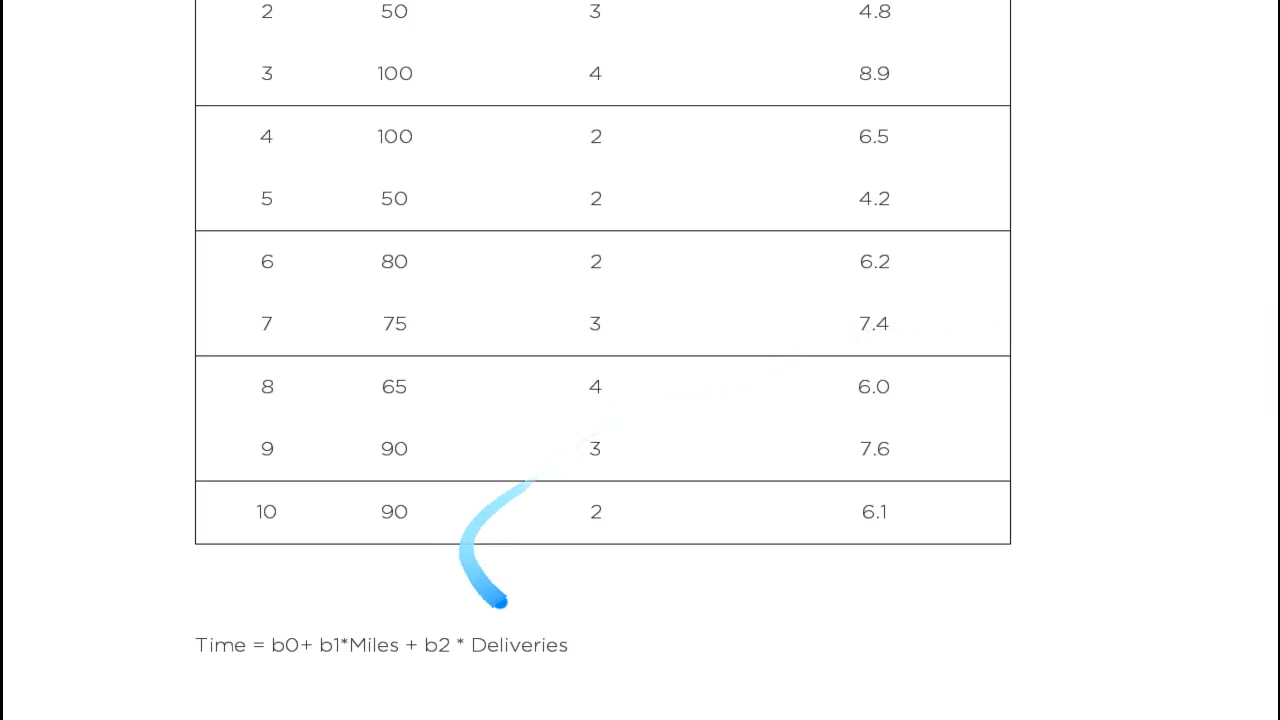 2 50 3 4.8
3 100 4 8.9
4 100 2 6.5
5 50 2 4.2
6 80 2 6.2
7 75 3 7.4
8 65 4 6.0
9 90 3 7.6
10 90 2 6.1
Time = b0+ b1*Miles + b2 * Deliveries